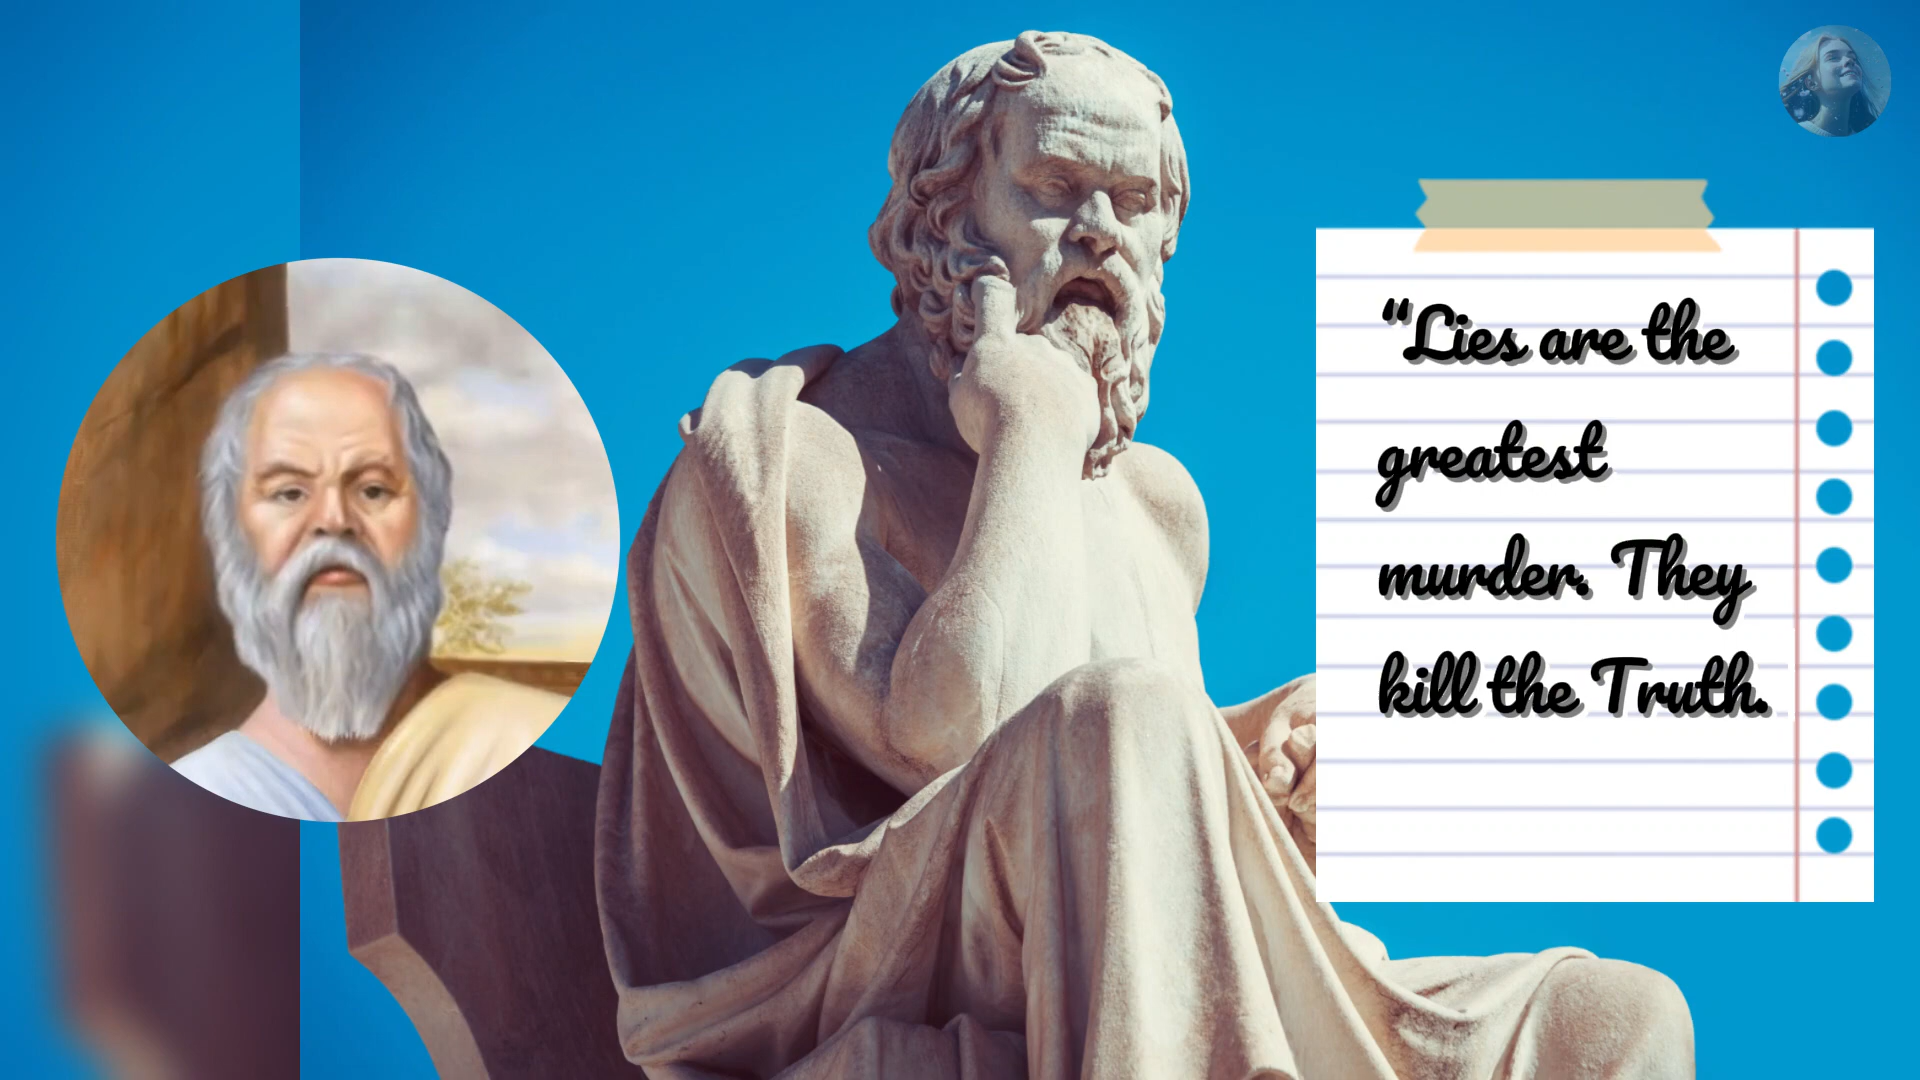 “Lies are the
greatest
murder. They
kill the Truth.